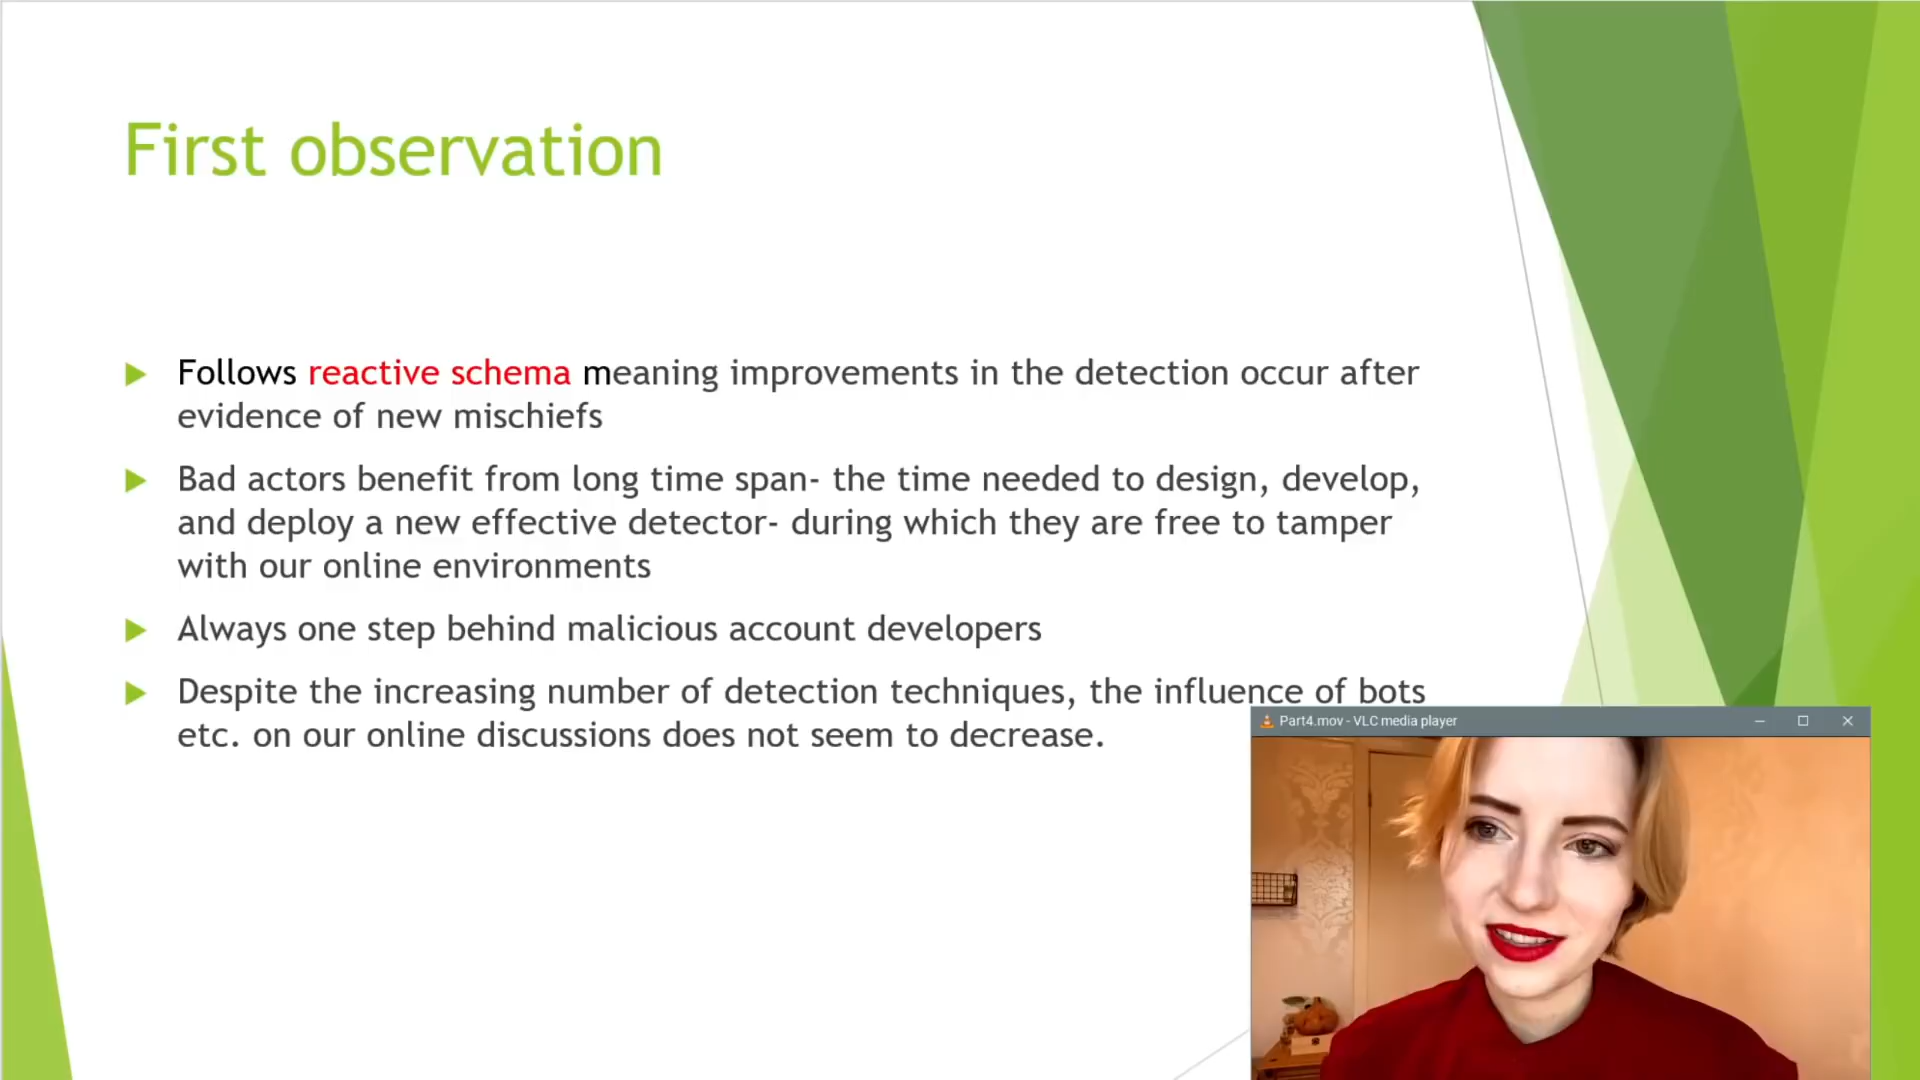 First observation
Follows reactive schema meaning improvements in the detection occur after
evidence of new mischiefs
Bad actors benefit from long time span- the time needed to design, develop,
and deploy a new effective detector- during which they are free to tamper
with our online environments
Always one step behind malicious account developers
Despite the increasing number of detection techniques, the influence of bots
etc. on our online discussions does not seem to decrease.
Part4.mov - VLC media player